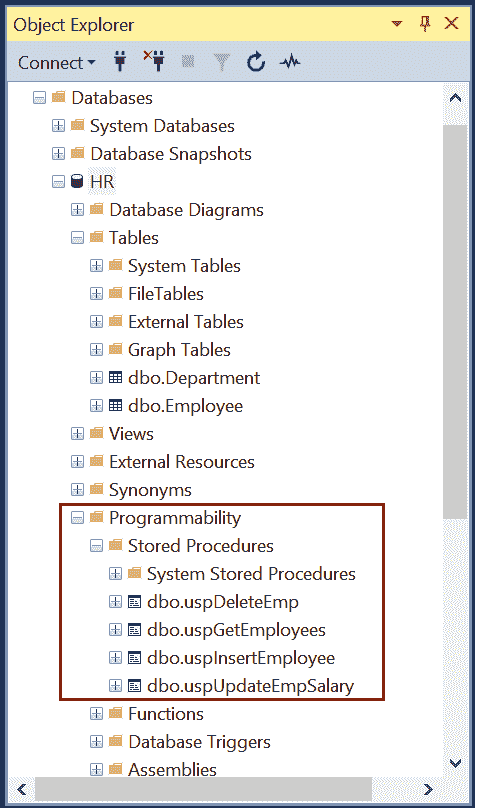 Object Explorer
Connect
Databases
System Databases
Database Snapshots
HR
Database Diagrams
Tables
System Tables
FileTables
External Tables
Graph Tables
dbo.Department
dbo.Employee
Views
External Resources
Synonyms
Programmability
Stored Procedures
System Stored Procedures
dbo.uspDeleteEmp
dbo.uspGetEmployees
dbo.uspInsertEmployee
dbo.uspUpdateEmpSalary
Functions
Database Triggers
Assemblies